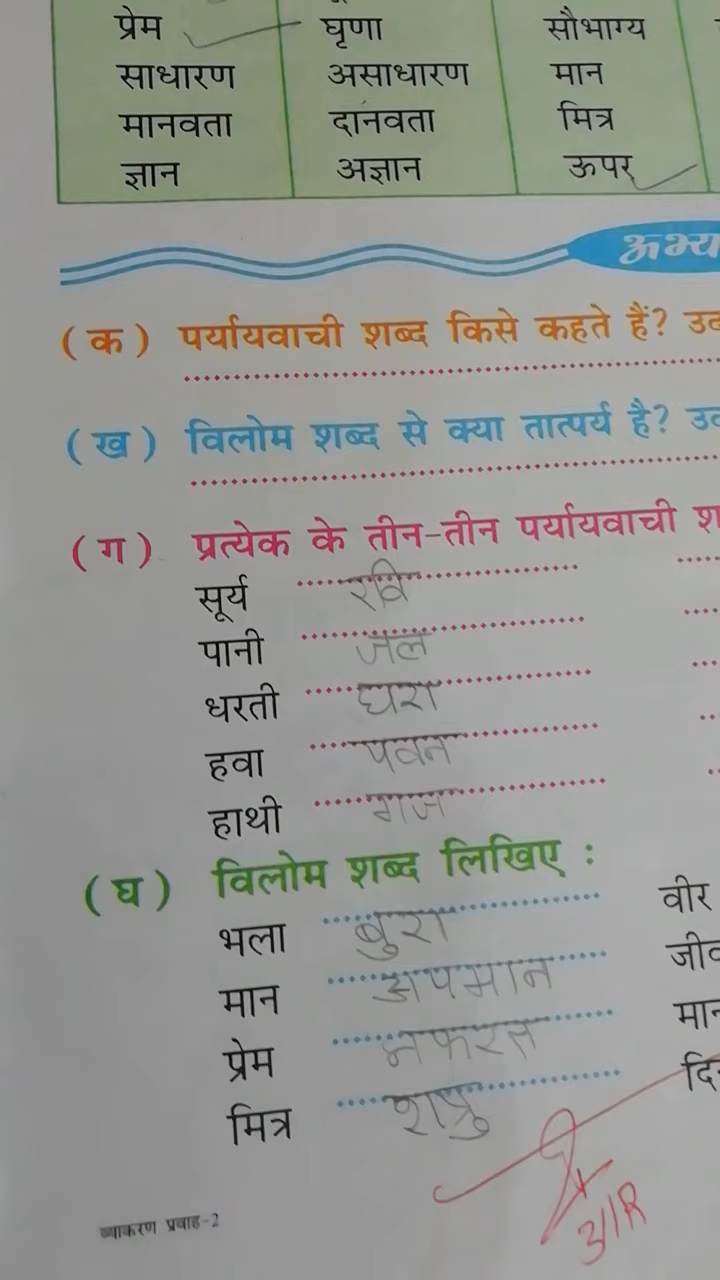 प्रेम घृणा सौभाग्य
साधारण असाधारण मान
मानवता दानवता मित्र
ज्ञान अज्ञान ऊपर
(क) पर्यायवाची शब्द किसे कहते हैं?
(ख) विलोम शब्द से क्या तात्पर्य है?
(ग) प्रत्येक के तीन-तीन पर्यायवाची
सूर्य रवि
पानी जल
धरती धरा
हवा पवन
हाथी गज
(घ) विलोम शब्द लिखिए :
भला बुरा वीर
मान अपमान
प्रेम नफरत
मित्र शत्रु
व्याकरण प्रवाह-2